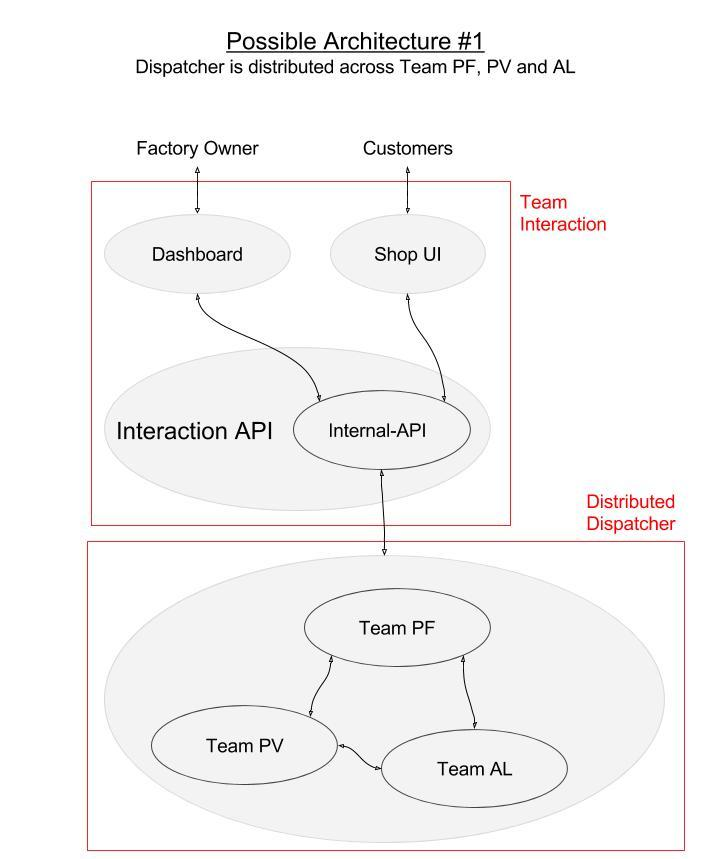 Possible Architecture #1
Dispatcher is distributed across Team PF, PV and AL
Factory Owner
Customers
Team
Interaction
Dashboard
Shop UI
Interaction API
Internal-API
Distributed
Dispatcher
Team PF
Team PV
Team AL